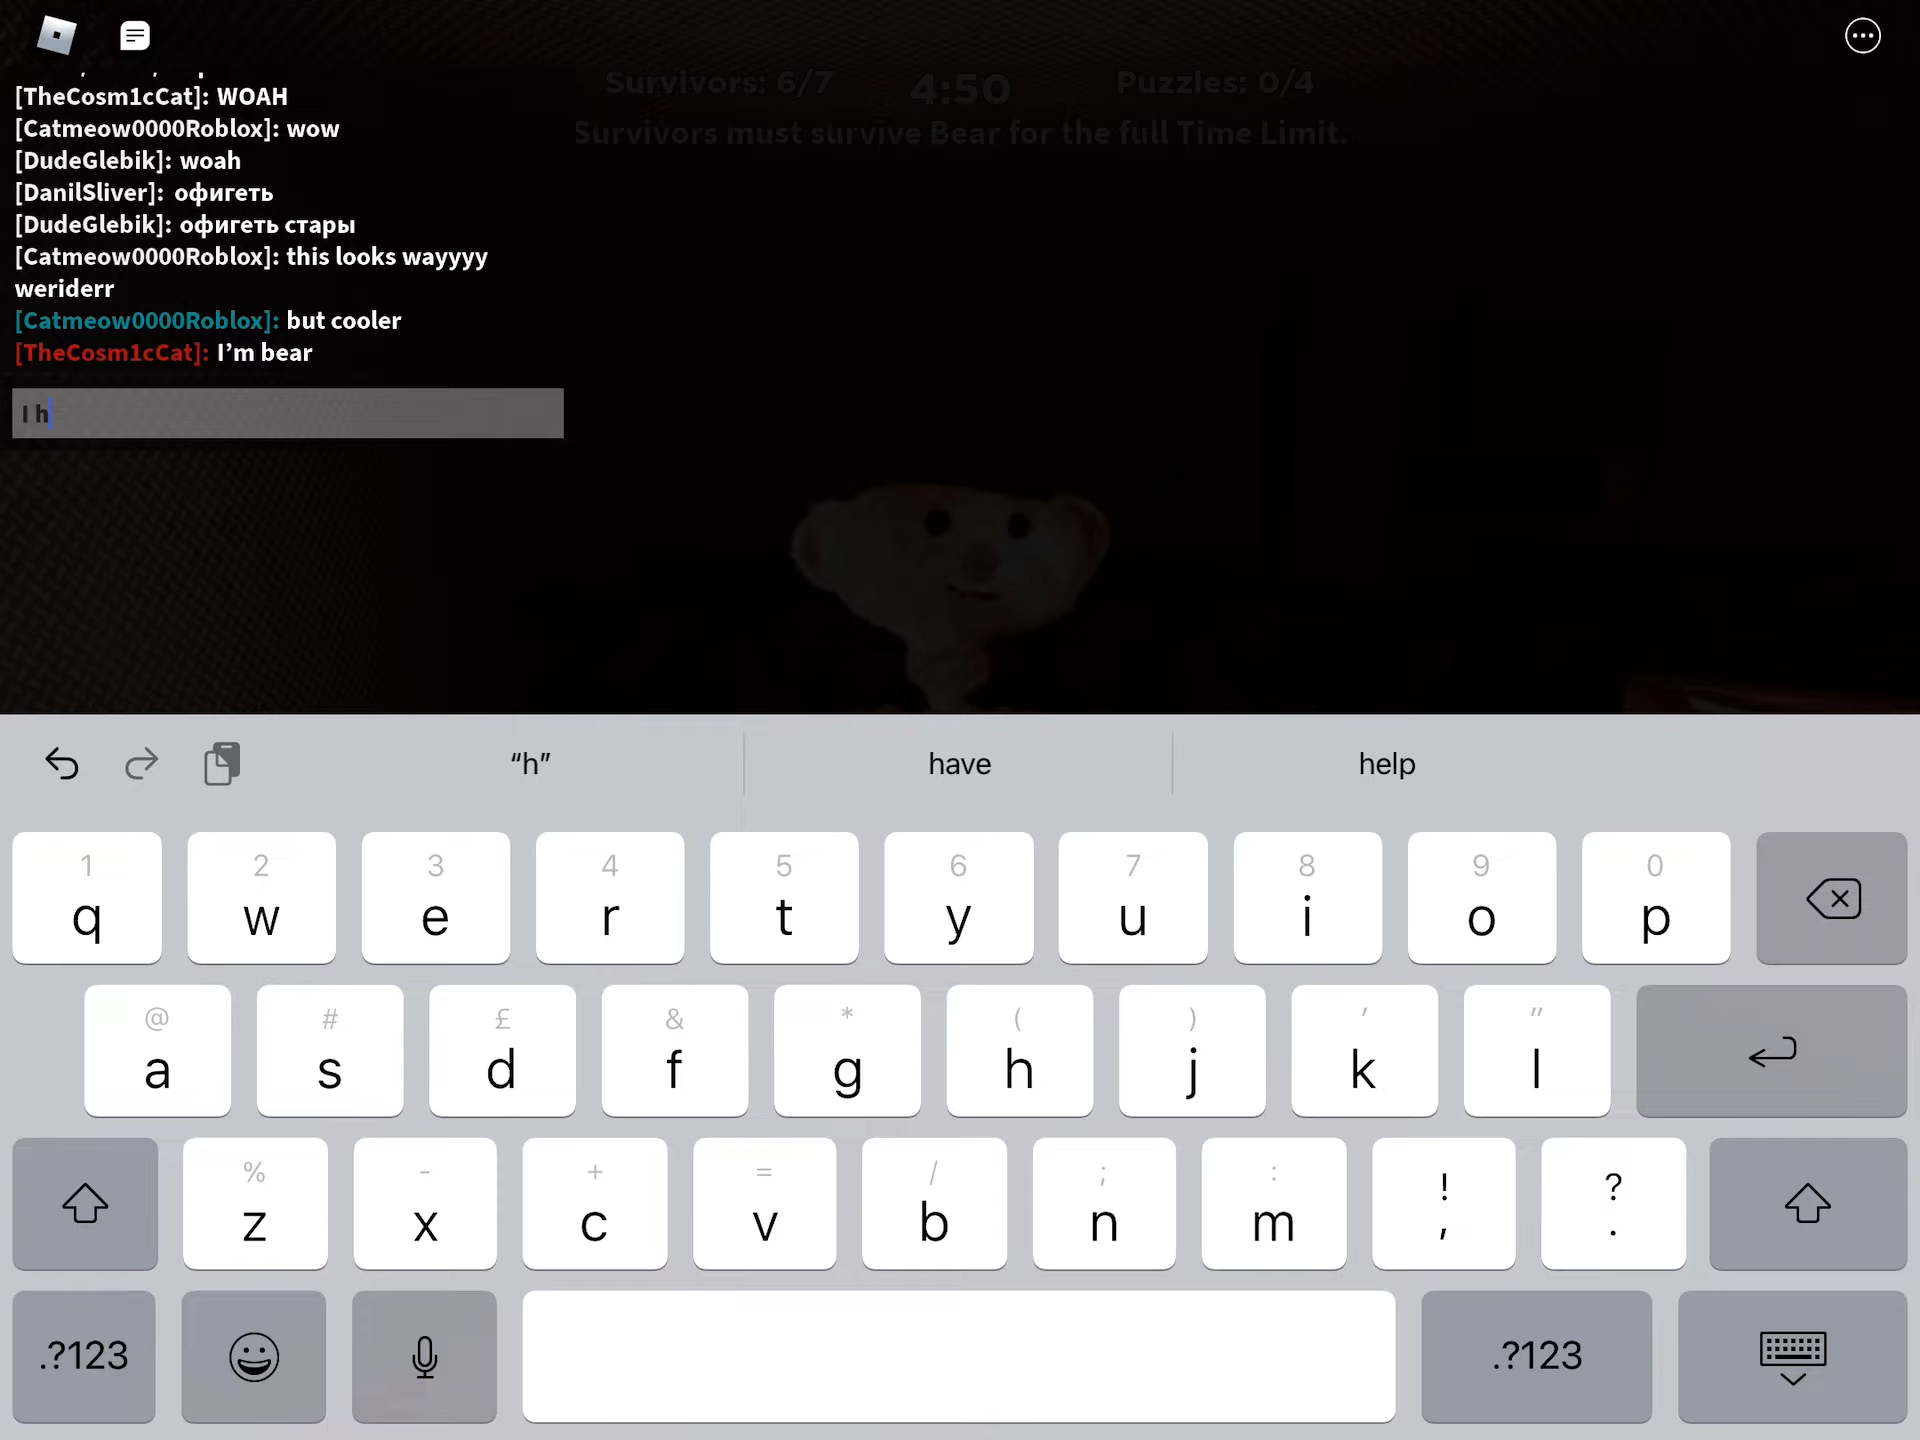 [TheCosm1cCat]: WOAH
[Catmeow0000Roblox]: wow
[DudeGlebik]: woah
[DanilSliver]: офигеть
[DudeGlebik]: офигеть стары
[Catmeow0000Roblox]: this looks wayyyy
weriderr
[Catmeow0000Roblox]: but cooler
[TheCosm1cCat]: I’m bear
I h
Survivors: 6/7 4:50 Puzzles: 0/4
Survivors must survive Bear for the full Time Limit.
“h” have help
1 2 3 4 5 6 7 8 9 0
q w e r t y u i o p
@ # £ & * ( ) ' "
a s d f g h j k l
% - + = / ; : ! ?
z x c v b n m , .
.?123 .?123